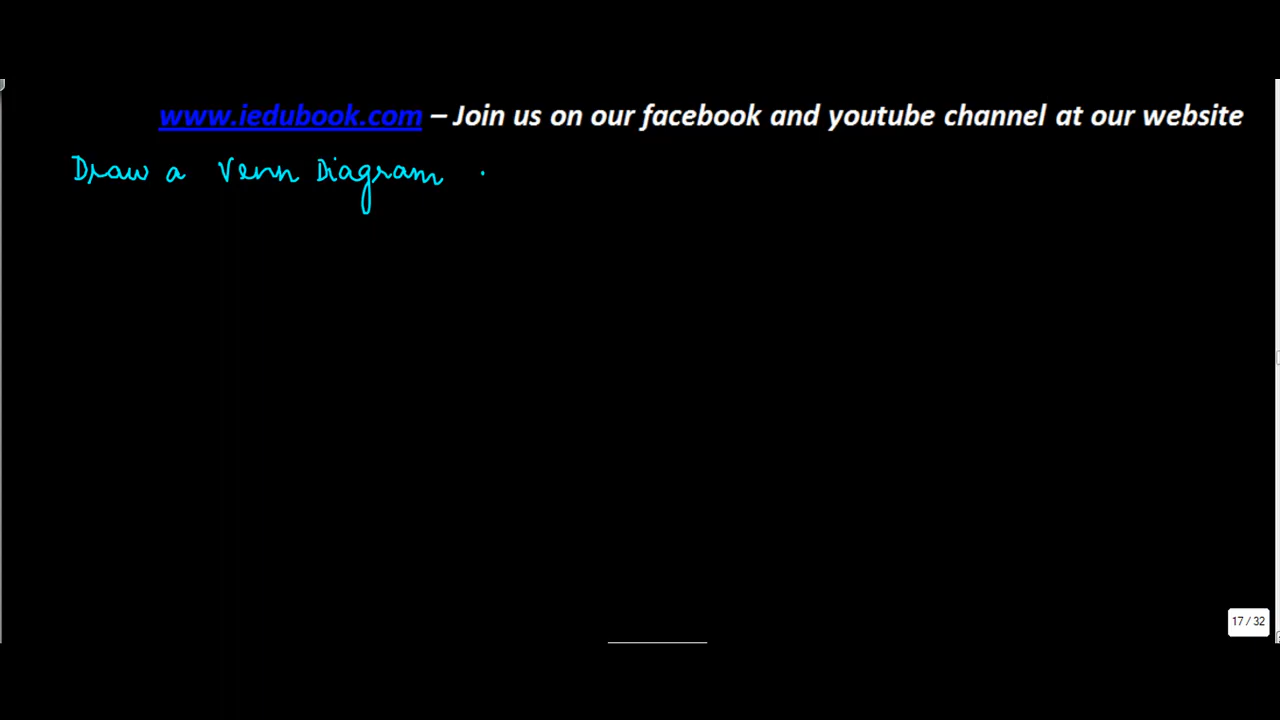 www.iedubook.com – Join us on our facebook and youtube channel at our website
Draw a Venn Diagram
17 / 32